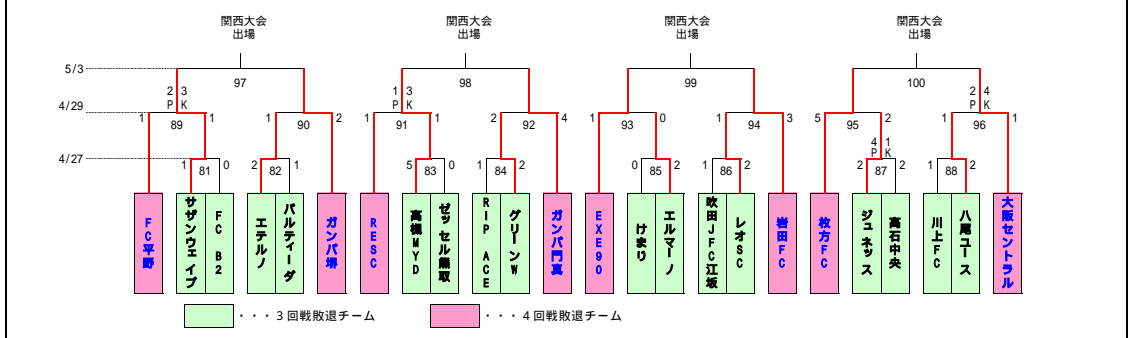 関西大会 関西大会 関西大会 関西大会
出場 出場 出場 出場
5/3
97 98 99 100
2 3 1 3 2 4
P K P K P K
4/29
1 1 1 2 1 1 2 4 1 0 1 3 5 2 1 1
89 90 91 92 93 94 95 96
4 1
P K
4/27
1 0 2 1 5 0 1 2 0 2 1 2 2 2 1 2
81 82 83 84 85 86 87 88
FC平野
サザンウェイブ
FC B2
エテルノ
パルティーダ
ガンバ堺
RESC
高槻MYD
ゼッセル熊取
RIP ACE
グリーンW
ガンバ門真
EXE90
けまり
エルマーノ
吹田JFC江坂
レオSC
岩田FC
枚方FC
ジュネッス
高石中央
川上FC
八尾ユース
大阪セントラル
・・・3回戦敗退チーム ・・・4回戦敗退チーム